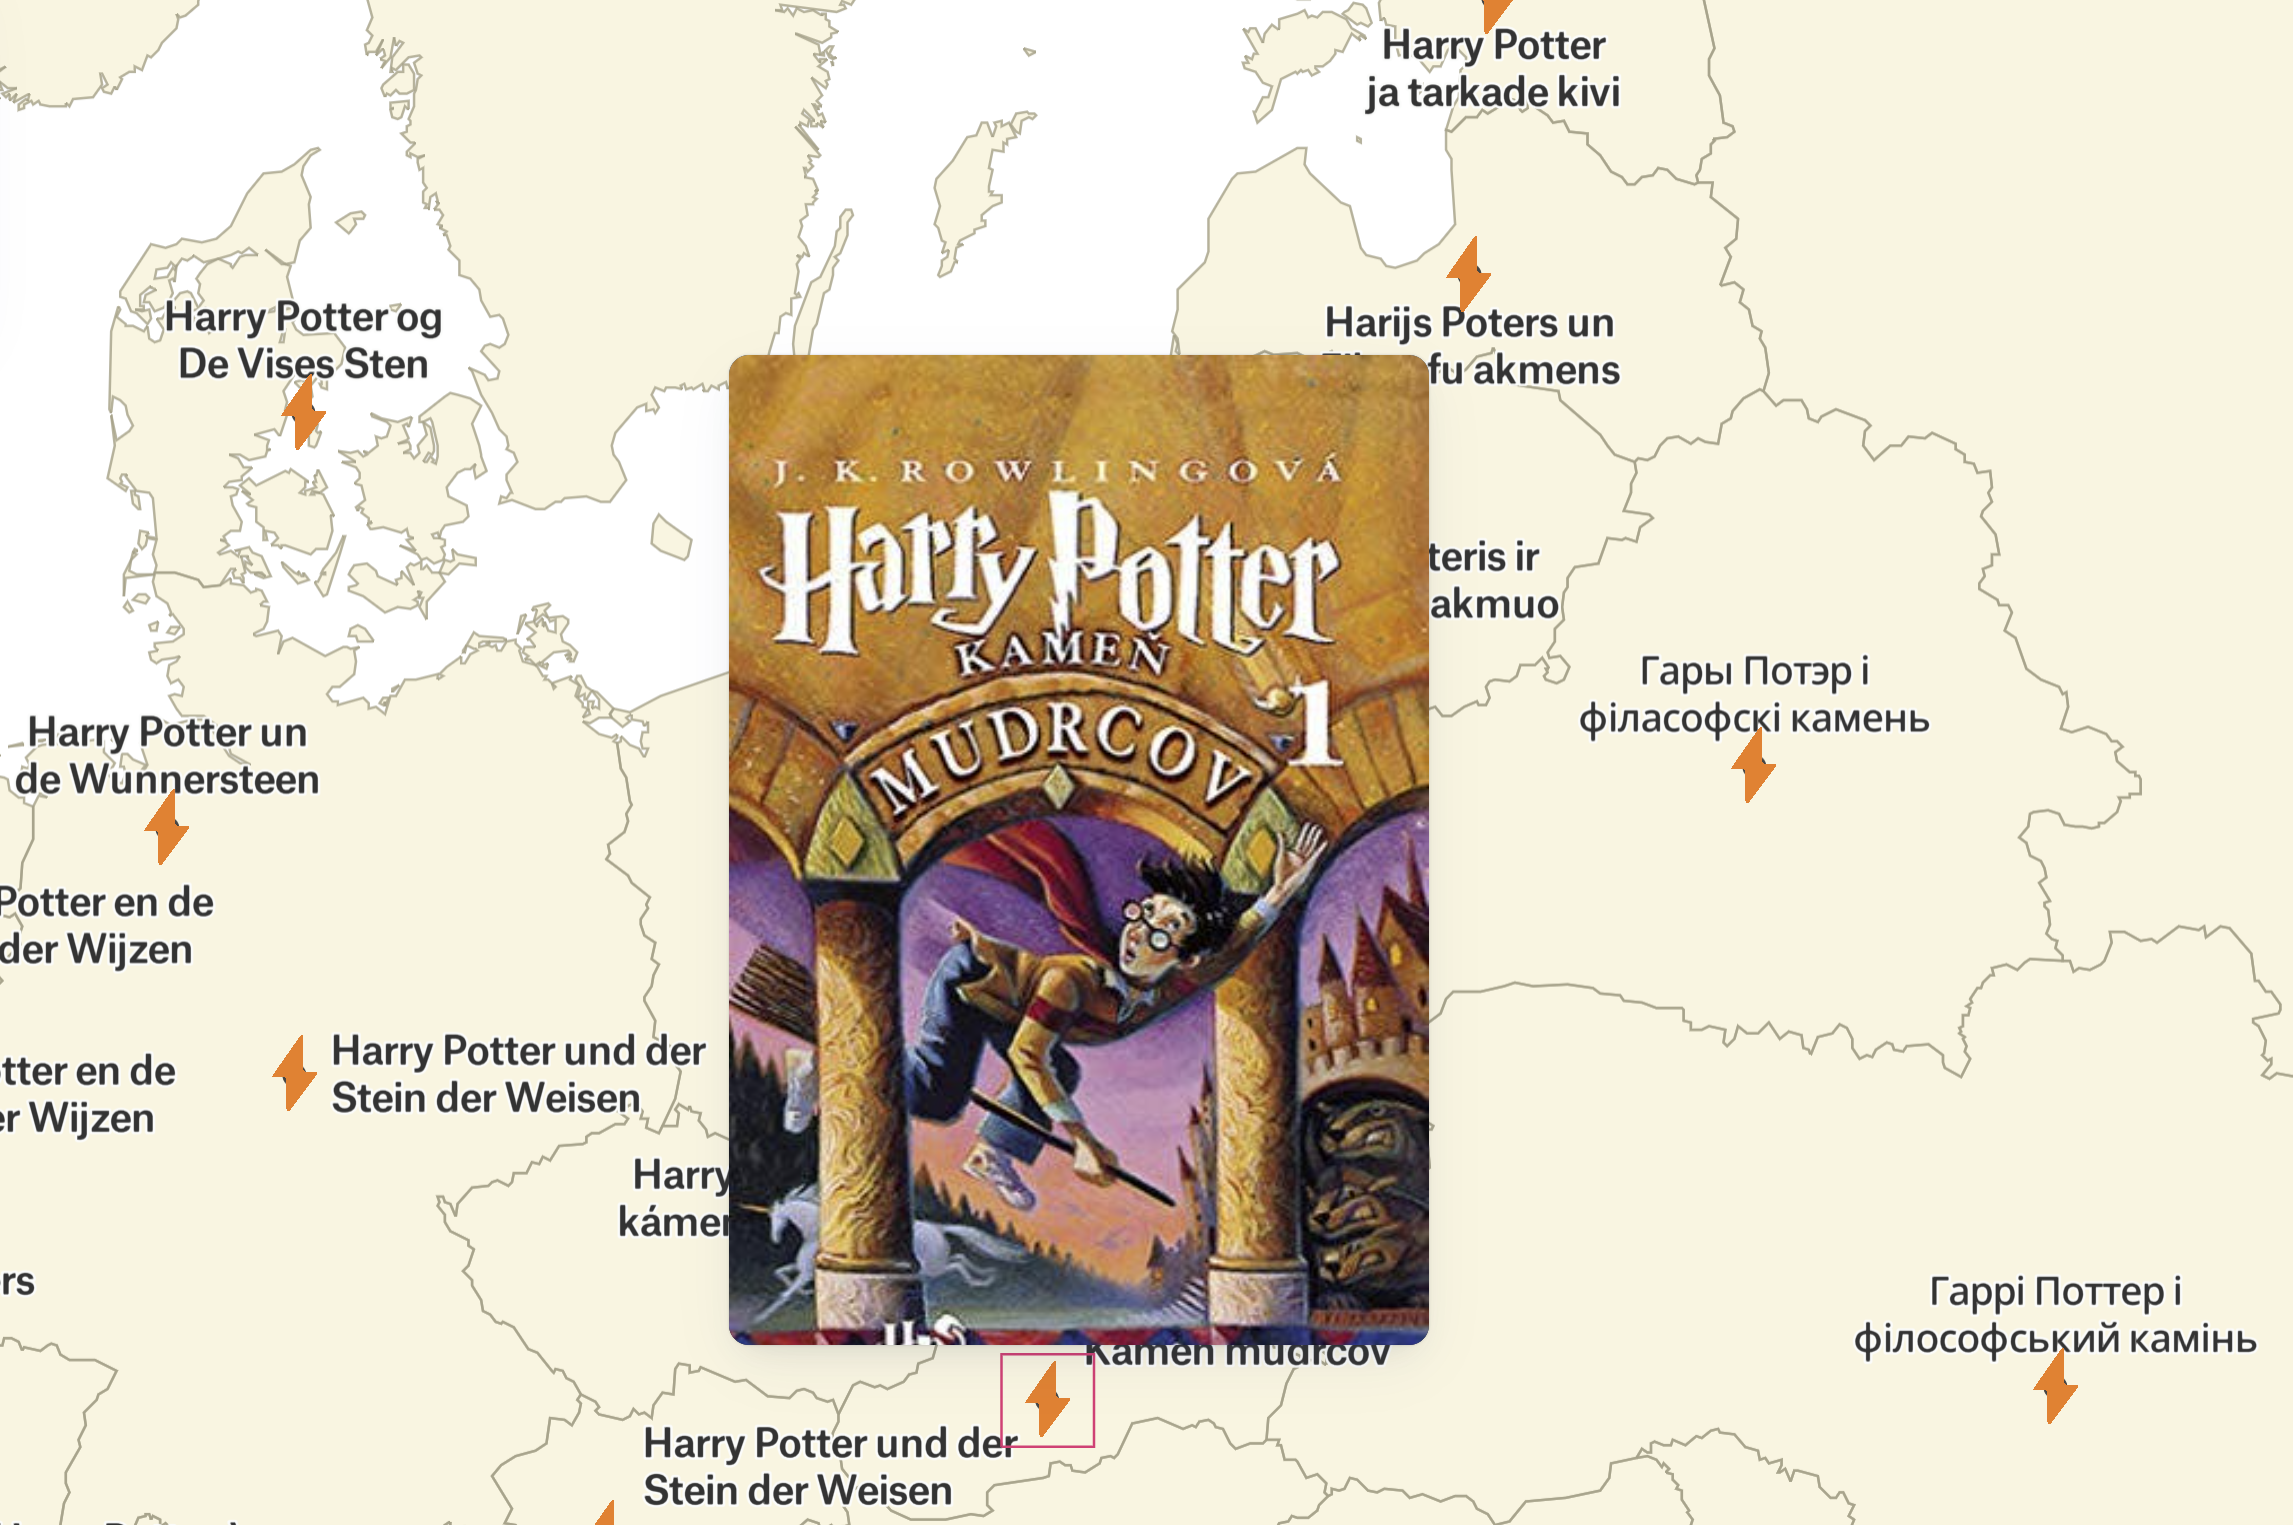 Harry Potter
ja tarkade kivi
Harry Potter og
De Vises Sten
Harijs Poters un
fu akmens
J. K. ROWLINGOVÁ
Harry Potter
KAMEŇ
MUDRCOV
1
teris ir
akmuo
Гары Потэр і
філасофскі камень
Harry Potter un
de Wunnersteen
Potter en de
der Wijzen
Harry Potter und der
Stein der Weisen
tter en de
er Wijzen
Harry
kámen
rs
Гаррі Поттер і
філософський камінь
Kameň mudrcov
Harry Potter und der
Stein der Weisen